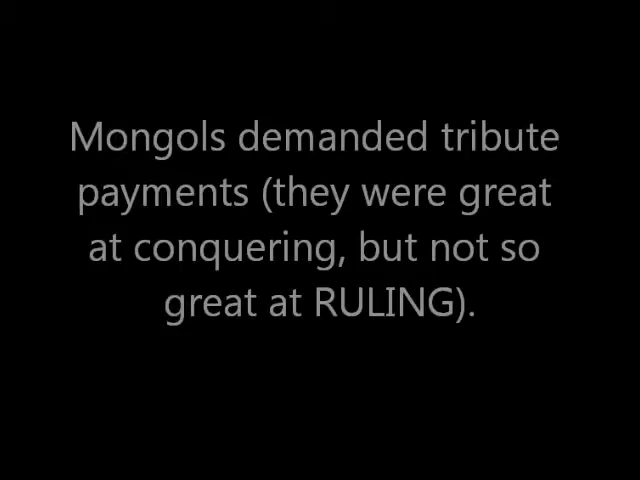 Mongols demanded tribute
payments (they were great
at conquering, but not so
great at RULING).